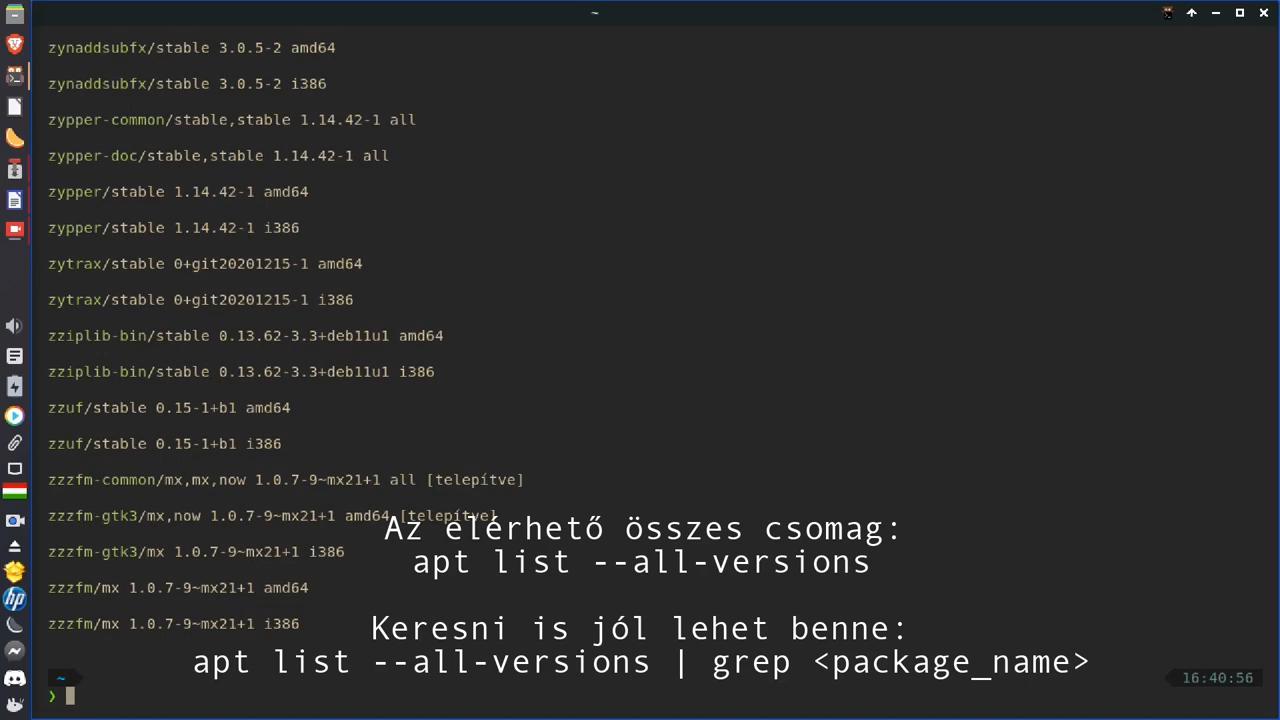 ~
zynaddsubfx/stable 3.0.5-2 amd64
zynaddsubfx/stable 3.0.5-2 i386
zypper-common/stable,stable 1.14.42-1 all
zypper-doc/stable,stable 1.14.42-1 all
zypper/stable 1.14.42-1 amd64
zypper/stable 1.14.42-1 i386
zytrax/stable 0+git20201215-1 amd64
zytrax/stable 0+git20201215-1 i386
zziplib-bin/stable 0.13.62-3.3+deb11u1 amd64
zziplib-bin/stable 0.13.62-3.3+deb11u1 i386
zzuf/stable 0.15-1+b1 amd64
zzuf/stable 0.15-1+b1 i386
zzzfm-common/mx,mx,now 1.0.7-9~mx21+1 all [telepítve]
zzzfm-gtk3/mx,now 1.0.7-9~mx21+1 amd64 [telepítve]
zzzfm-gtk3/mx 1.0.7-9~mx21+1 i386
zzzfm/mx 1.0.7-9~mx21+1 amd64
zzzfm/mx 1.0.7-9~mx21+1 i386
Az elérhető összes csomag:
apt list --all-versions
Keresni is jól lehet benne:
apt list --all-versions | grep <package_name>
~
16:40:56
❯
hp